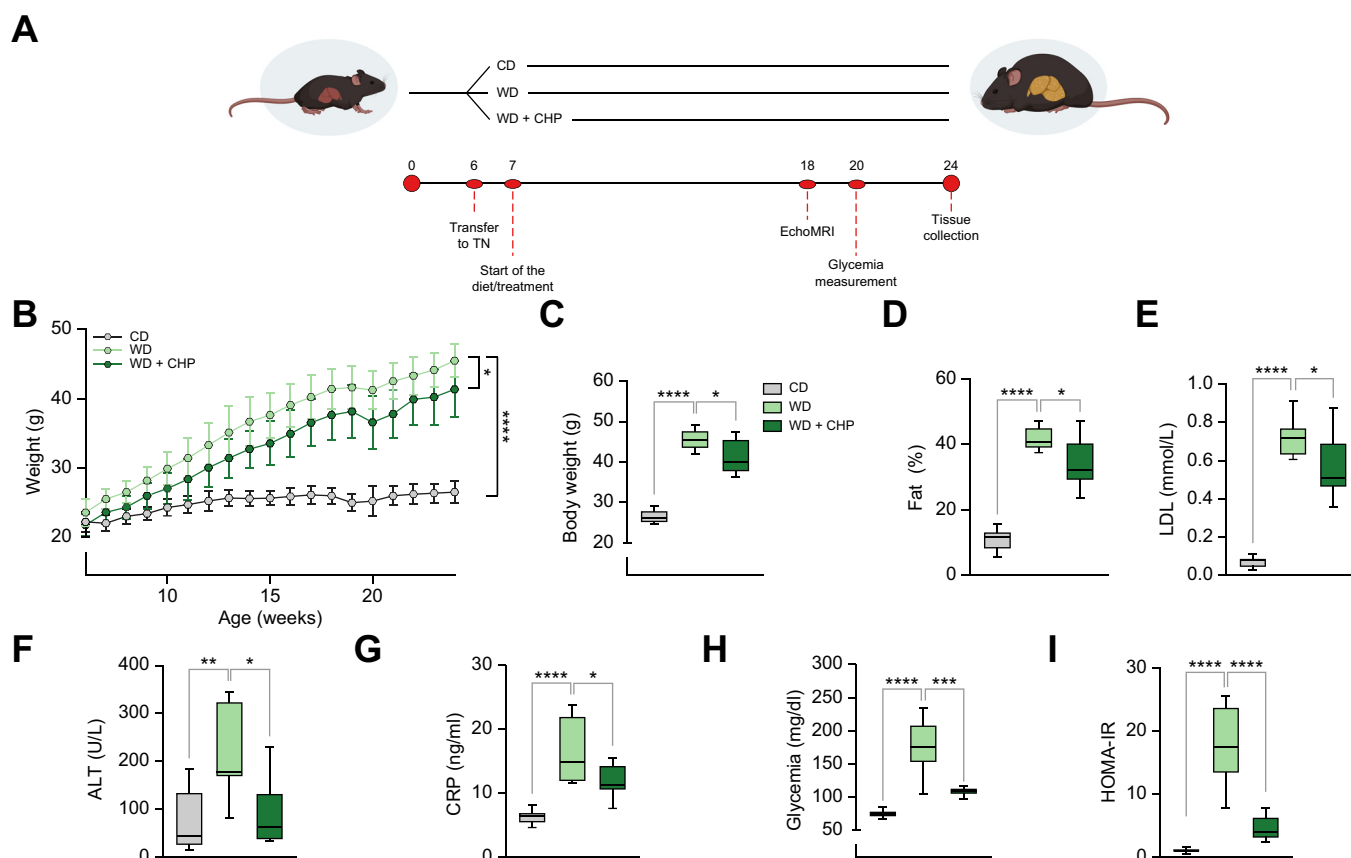 A
CD
WD
WD + CHP
0
6
7
18
20
24
Transfer
to TN
Start of the
diet/treatment
EchoMRI
Glycemia
measurement
Tissue
collection
B
Weight (g)
50
40
30
20
10
15
20
Age (weeks)
CD
WD
WD + CHP
*
****
C
Body weight (g)
60
50
40
30
20
****
*
CD
WD
WD + CHP
D
Fat (%)
60
40
20
0
****
*
E
LDL (mmol/L)
1.0
0.8
0.6
0.4
0.2
0.0
****
*
F
ALT (U/L)
400
300
200
100
0
**
*
G
CRP (ng/ml)
30
20
10
0
****
*
H
Glycemia (mg/dl)
300
250
200
150
100
50
****
***
I
HOMA-IR
30
20
10
0
****
****